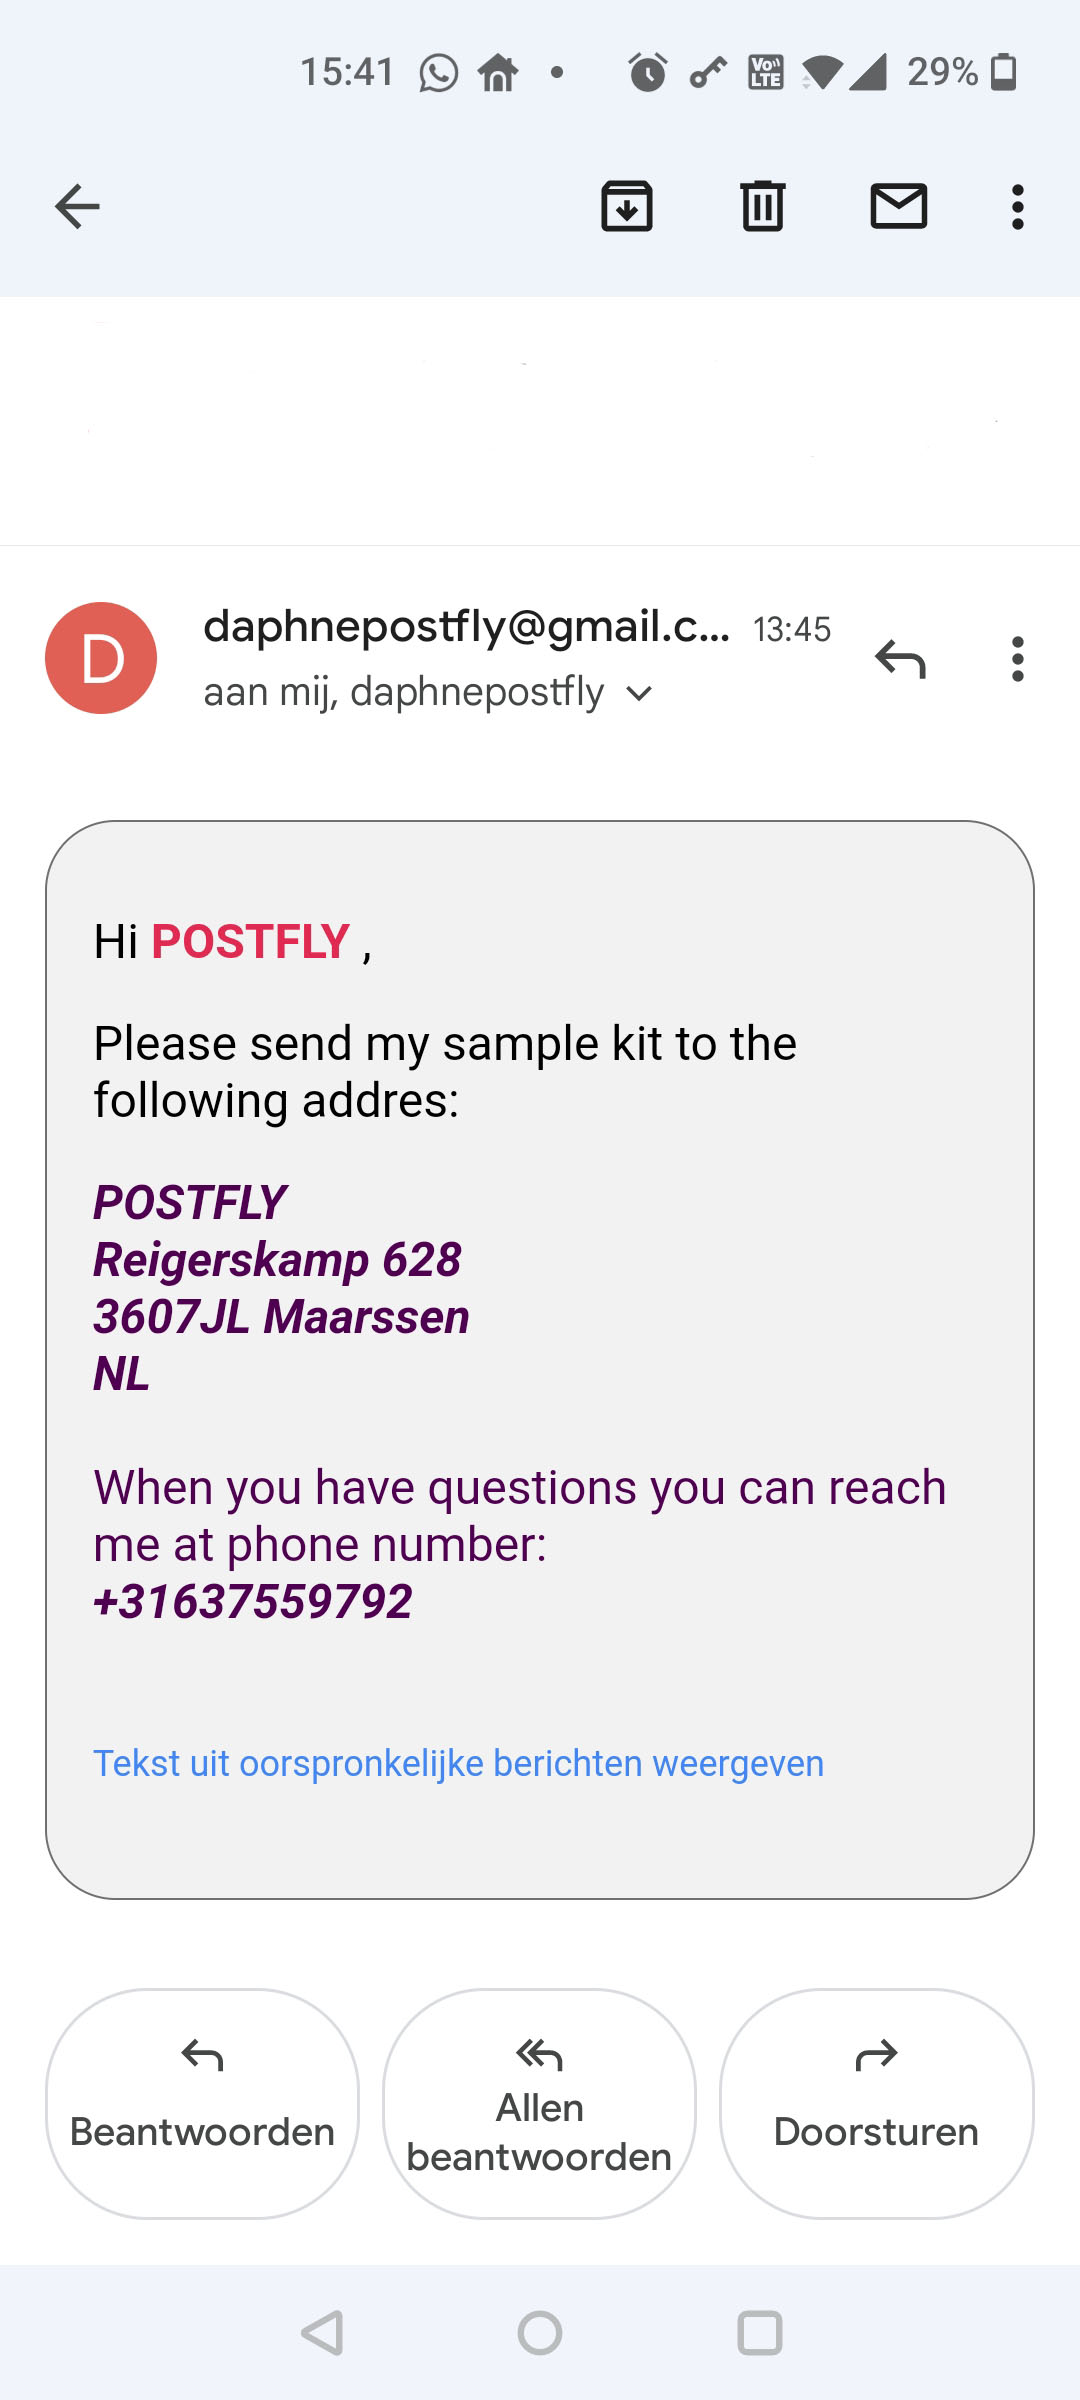 15:41 VoLTE 29%
daphnepostfly@gmail.c... 13:45
aan mij, daphnepostfly
D
Hi POSTFLY ,
Please send my sample kit to the
following addres:
POSTFLY
Reigerskamp 628
3607JL Maarssen
NL
When you have questions you can reach
me at phone number:
+31637559792
Tekst uit oorspronkelijke berichten weergeven
Beantwoorden
Allen
beantwoorden
Doorsturen